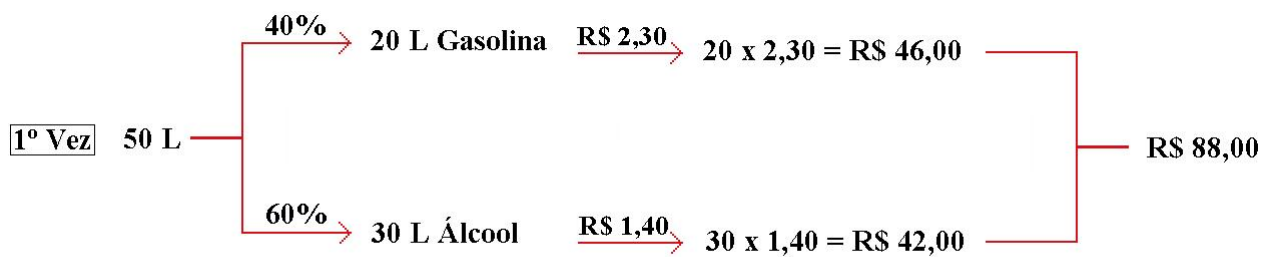 40%
20 L Gasolina
R$ 2,30
20 x 2,30 = R$ 46,00
1º Vez
50 L
R$ 88,00
60%
30 L Álcool
R$ 1,40
30 x 1,40 = R$ 42,00